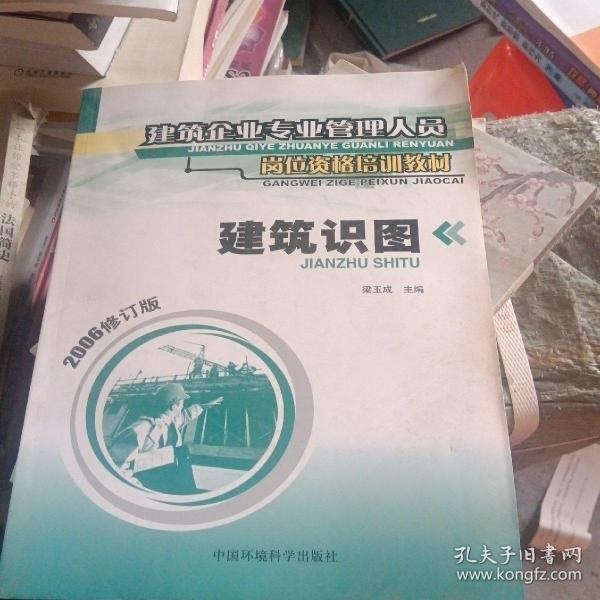 建筑企业专业管理人员
JIANZHU QIYE ZHUANYE GUANLI RENYUAN
岗位资格培训教材
GANGWEI ZIGE PEIXUN JIAOCAI
建筑识图
JIANZHU SHITU
梁玉成 主编
2006修订版
中国环境科学出版社
法国简史
孔夫子旧书网
www.kongfz.com